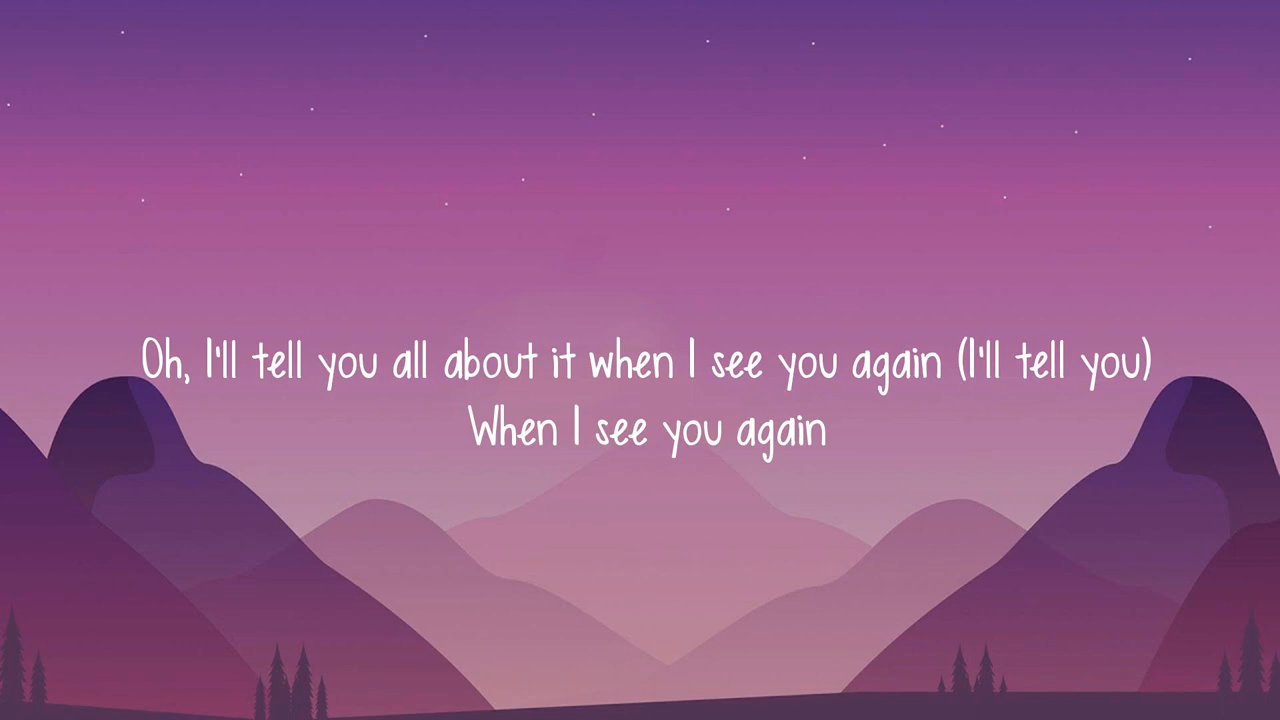 Oh, I'll tell you all about it when I see you again (I'll tell you)
When I see you again